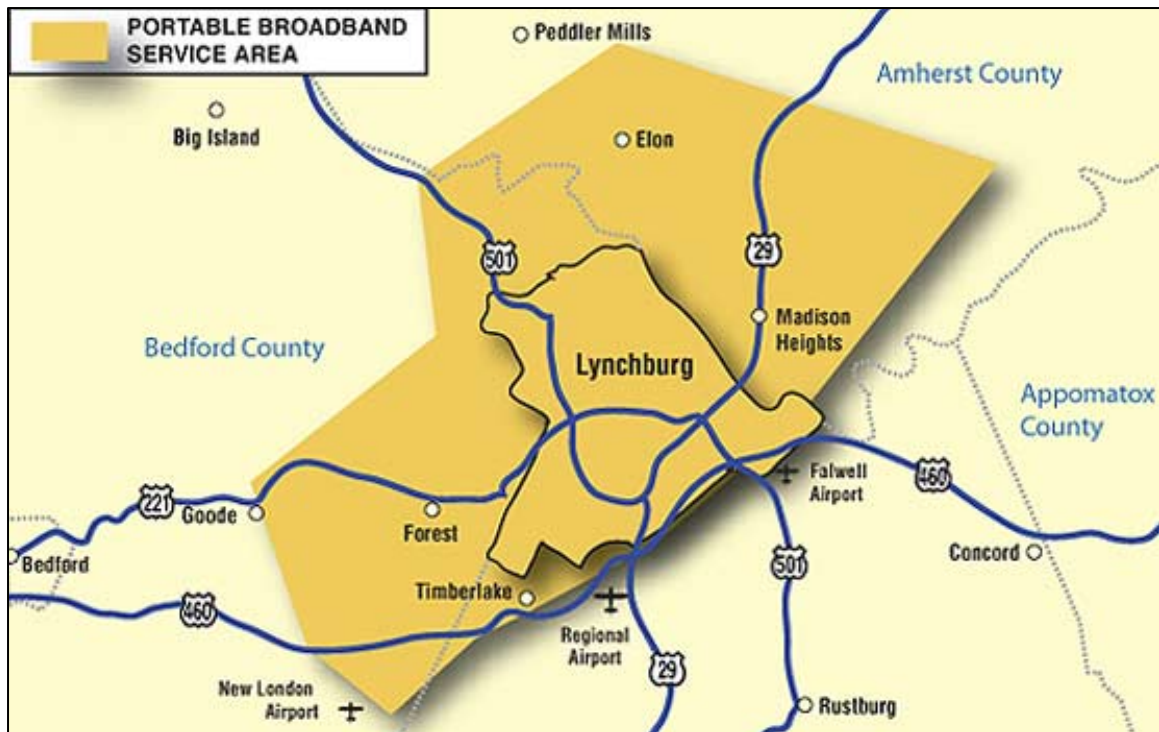 PORTABLE BROADBAND
SERVICE AREA
Peddler Mills
Amherst County
Big Island
Elon
501
29
Madison
Heights
Bedford County
Lynchburg
Appomatox
County
Falwell
Airport
460
221
Goode
Forest
Bedford
Concord
501
Timberlake
460
Regional
Airport
29
New London
Airport
Rustburg